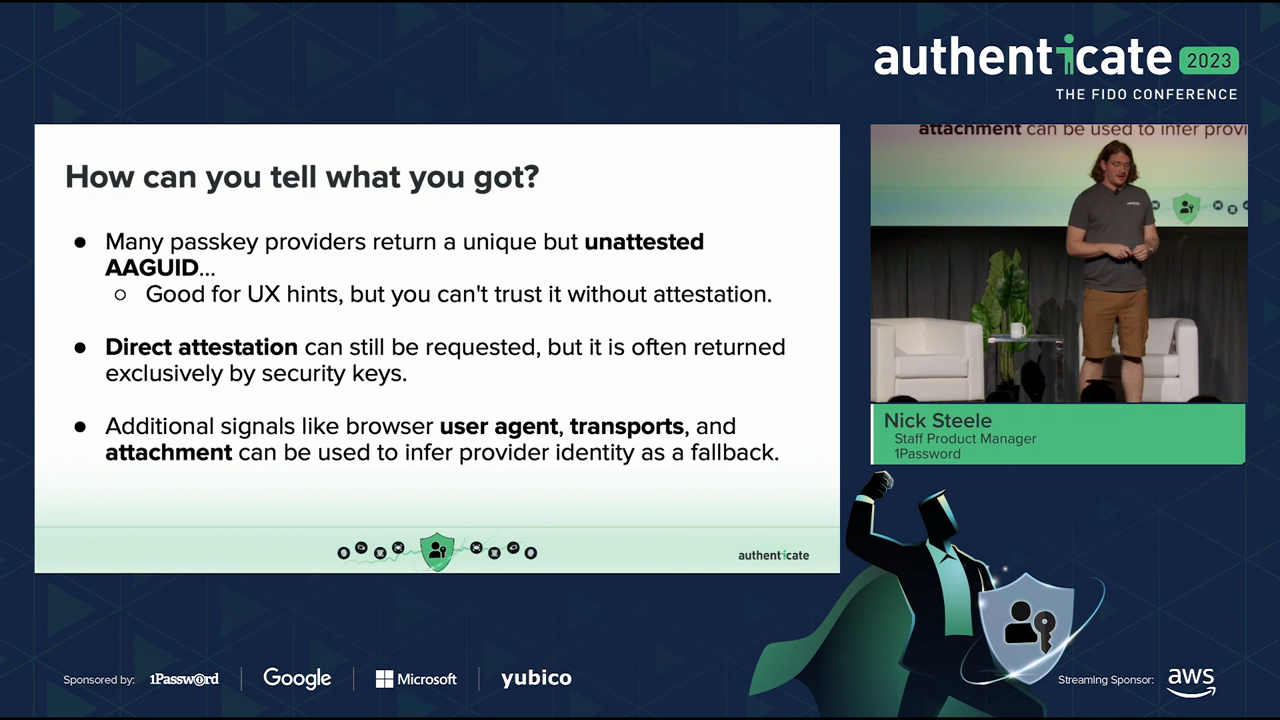 authenticate 2023
THE FIDO CONFERENCE
How can you tell what you got?
● Many passkey providers return a unique but unattested
AAGUID...
○ Good for UX hints, but you can't trust it without attestation.
● Direct attestation can still be requested, but it is often returned
exclusively by security keys.
● Additional signals like browser user agent, transports, and
attachment can be used to infer provider identity as a fallback.
authenticate
attachment can be used to infer provi
Nick Steele
Staff Product Manager
1Password
Sponsored by: 1Password Google Microsoft yubico
Streaming Sponsor: aws